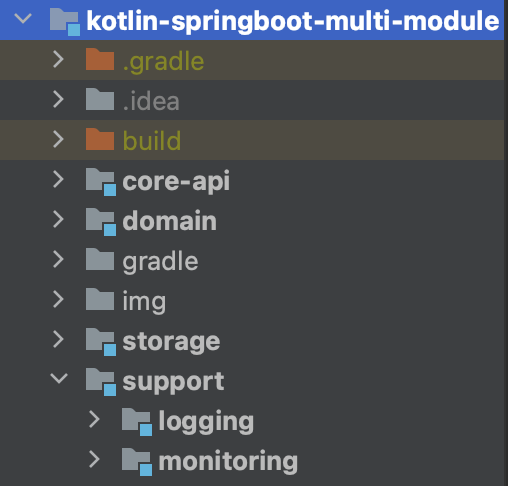 kotlin-springboot-multi-module
.gradle
.idea
build
core-api
domain
gradle
img
storage
support
logging
monitoring